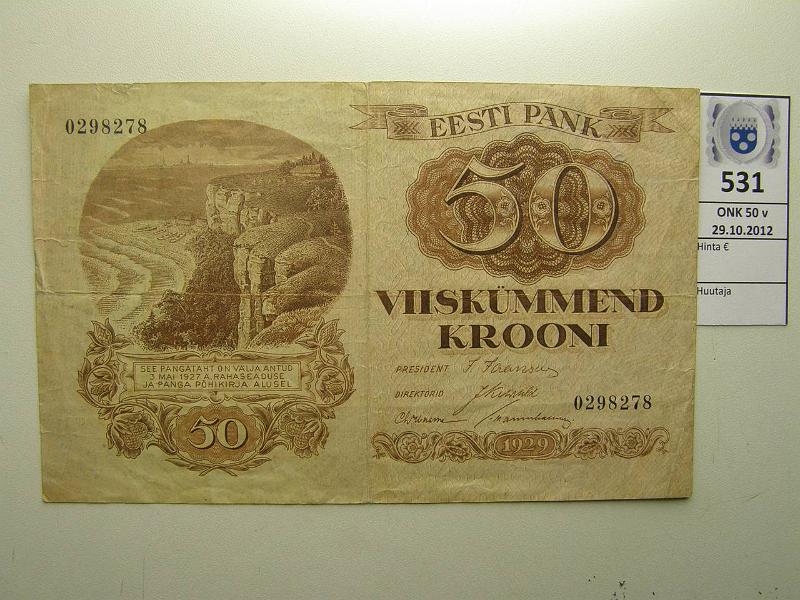 0298278
SEE PANGATÄHT ON VÄLJA ANTUD
3 MAI 1927 A. RAHASEADUSE
JA PANGA PÕHIKIRJA ALUSEL
50
EESTI PANK
50
VIISKÜMMEND
KROONI
PRESIDENT
DIREKTORID
0298278
1929
531
ONK 50 v
29.10.2012
Hinta €
Huutaja